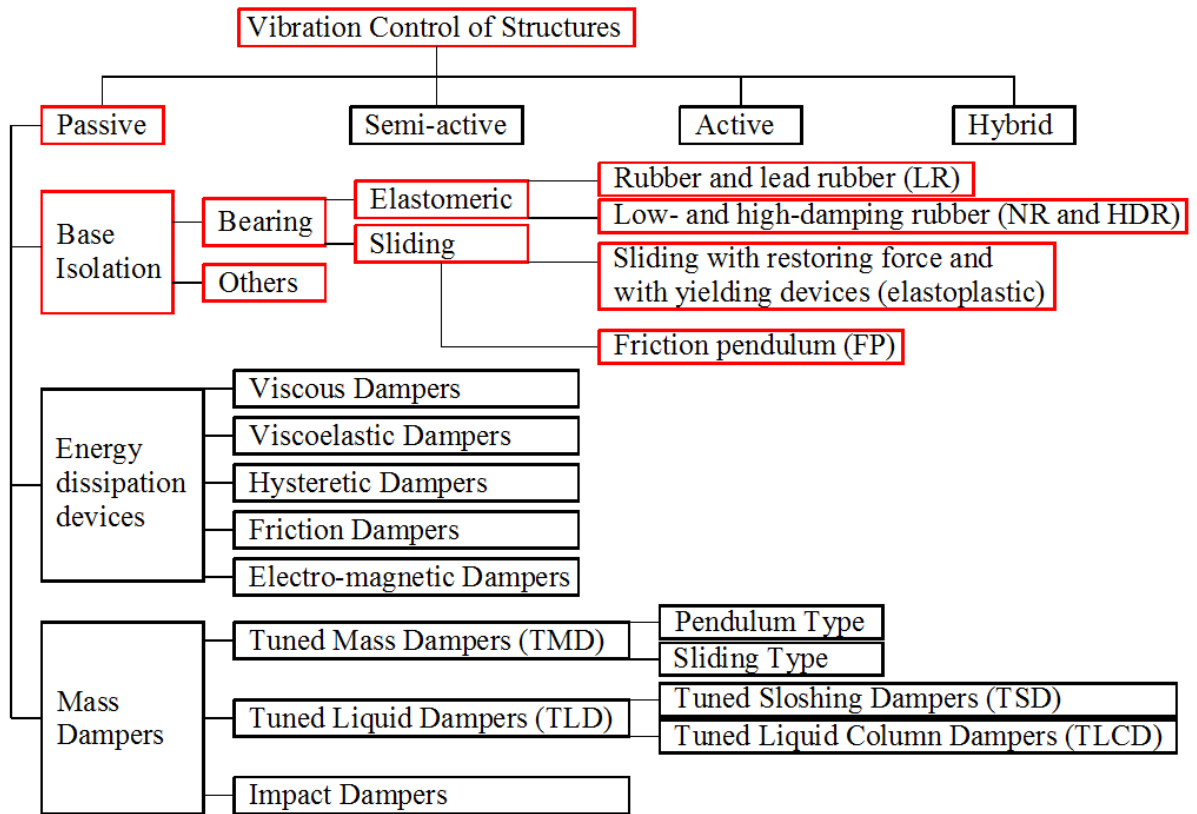 Vibration Control of Structures
Passive
Semi-active
Active
Hybrid
Base
Isolation
Bearing
Others
Elastomeric
Sliding
Rubber and lead rubber (LR)
Low- and high-damping rubber (NR and HDR)
Sliding with restoring force and
with yielding devices (elastoplastic)
Friction pendulum (FP)
Energy
dissipation
devices
Viscous Dampers
Viscoelastic Dampers
Hysteretic Dampers
Friction Dampers
Electro-magnetic Dampers
Mass
Dampers
Tuned Mass Dampers (TMD)
Pendulum Type
Sliding Type
Tuned Liquid Dampers (TLD)
Tuned Sloshing Dampers (TSD)
Tuned Liquid Column Dampers (TLCD)
Impact Dampers